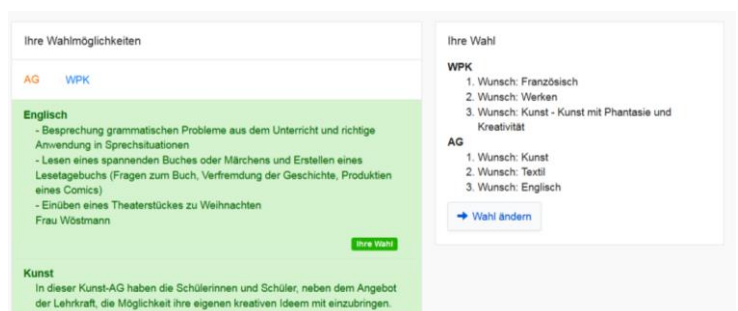 Ihre Wahlmöglichkeiten
AG WPK
Englisch
- Besprechung grammatischen Probleme aus dem Unterricht und richtige
Anwendung in Sprechsituationen
- Lesen eines spannenden Buches oder Märchens und Erstellen eines
Lesetagebuchs (Fragen zum Buch, Verfremdung der Geschichte, Produktien
eines Comics)
- Einüben eines Theaterstückes zu Weihnachten
Frau Wöstmann
Ihre Wahl
Kunst
In dieser Kunst-AG haben die Schülerinnen und Schüler, neben dem Angebot
der Lehrkraft, die Möglichkeit ihre eigenen kreativen Ideem mit einzubringen.
Ihre Wahl
WPK
1. Wunsch: Französisch
2. Wunsch: Werken
3. Wunsch: Kunst - Kunst mit Phantasie und
Kreativität
AG
1. Wunsch: Kunst
2. Wunsch: Textil
3. Wunsch: Englisch
Wahl ändern